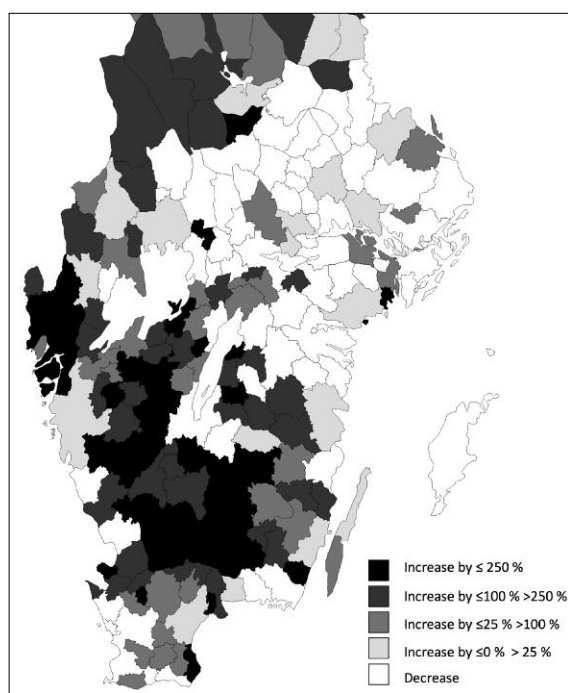 Increase by ≤ 250 %
Increase by ≤100 % >250 %
Increase by ≤25 % >100 %
Increase by ≤0 % > 25 %
Decrease